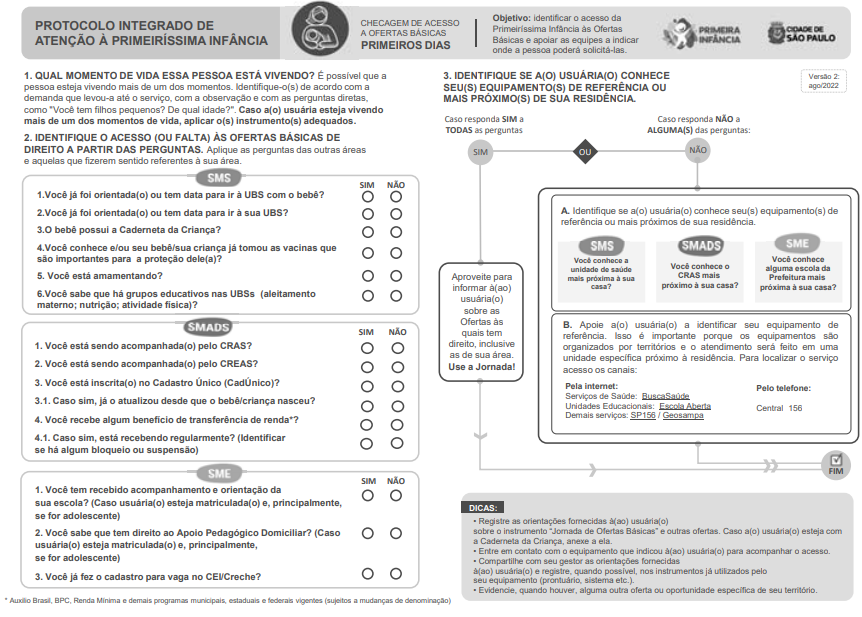 PROTOCOLO INTEGRADO DE
ATENÇÃO À PRIMEIRÍSSIMA INFÂNCIA
CHECAGEM DE ACESSO
A OFERTAS BÁSICAS
PRIMEIROS DIAS
Objetivo: identificar o acesso da
Primeiríssima Infância às Ofertas
Básicas e apoiar as equipes a indicar
onde a pessoa poderá solicitá-las.
PRIMEIRA
INFÂNCIA
CIDADE DE
SÃO PAULO
1. QUAL MOMENTO DE VIDA ESSA PESSOA ESTÁ VIVENDO? É possível que a
pessoa esteja vivendo mais de um dos momentos. Identifique-o(s) de acordo com a
demanda que levou-a até o serviço, com a observação e com as perguntas diretas,
como "Você tem filhos pequenos? De qual idade?". Caso a(o) usuária esteja vivendo
mais de um dos momentos de vida, aplicar o(s) instrumento(s) adequados.
2. IDENTIFIQUE O ACESSO (OU FALTA) ÀS OFERTAS BÁSICAS DE
DIREITO A PARTIR DAS PERGUNTAS. Aplique as perguntas das outras áreas
e aquelas que fizerem sentido referentes à sua área.
SMS
SIM NÃO
1.Você já foi orientada(o) ou tem data para ir à UBS com o bebê?
2.Você já foi orientada(o) ou tem data para ir à sua UBS?
3.O bebê possui a Caderneta da Criança?
4.Você conhece e/ou seu bebê/sua criança já tomou as vacinas que
são importantes para a proteção dele(a)?
5. Você está amamentando?
6.Você sabe que há grupos educativos nas UBSs (aleitamento
materno; nutrição; atividade física)?
SMADS
SIM NÃO
1. Você está sendo acompanhada(o) pelo CRAS?
2. Você está sendo acompanhada(o) pelo CREAS?
3. Você está inscrita(o) no Cadastro Único (CadÚnico)?
3.1. Caso sim, já o atualizou desde que o bebê/criança nasceu?
4. Você recebe algum benefício de transferência de renda*?
4.1. Caso sim, está recebendo regularmente? (Identificar
se há algum bloqueio ou suspensão)
SME
SIM NÃO
1. Você tem recebido acompanhamento e orientação da
sua escola? (Caso usuária(o) esteja matriculada(o) e, principalmente,
se for adolescente)
2. Você sabe que tem direito ao Apoio Pedagógico Domiciliar? (Caso
usuária(o) esteja matriculada(o) e, principalmente,
se for adolescente)
3. Você já fez o cadastro para vaga no CEI/Creche?
* Auxílio Brasil, BPC, Renda Mínima e demais programas municipais, estaduais e federais vigentes (sujeitos a mudanças de denominação)
3. IDENTIFIQUE SE A(O) USUÁRIA(O) CONHECE
SEU(S) EQUIPAMENTO(S) DE REFERÊNCIA OU
MAIS PRÓXIMO(S) DE SUA RESIDÊNCIA.
Versão 2:
ago/2022
Caso responda SIM a
TODAS as perguntas
Caso responda NÃO a
ALGUMA(S) das perguntas:
SIM
OU
NÃO
Aproveite para
informar à(ao)
usuária(o)
sobre as
Ofertas às
quais tem
direito, inclusive
as de sua área.
Use a Jornada!
A. Identifique se a(o) usuária(o) conhece seu(s) equipamento(s) de
referência ou mais próximos de sua residência.
SMS
Você conhece a
unidade de saúde
mais próxima à sua
casa?
SMADS
Você conhece o
CRAS mais
próximo à sua casa?
SME
Você conhece
alguma escola da
Prefeitura mais
próxima à sua casa?
B. Apoie a(o) usuária(o) a identificar seu equipamento de
referência. Isso é importante porque os equipamentos são
organizados por territórios e o atendimento será feito em uma
unidade específica próximo à residência. Para localizar o serviço
acesso os canais:
Pela internet:
Serviços de Saúde: BuscaSaúde
Unidades Educacionais: Escola Aberta
Demais serviços: SP156 / Geosampa
Pelo telefone:
Central 156
FIM
DICAS:
• Registre as orientações fornecidas à(ao) usuária(o)
sobre o instrumento "Jornada de Ofertas Básicas" e outras ofertas. Caso a(o) usuária(o) esteja com
a Caderneta da Criança, anexe a ela.
• Entre em contato com o equipamento que indicou à(ao) usuária(o) para acompanhar o acesso.
• Compartilhe com seu gestor as orientações fornecidas
à(ao) usuária(o) e registre, quando possível, nos instrumentos já utilizados pelo
seu equipamento (prontuário, sistema etc.).
• Evidencie, quando houver, alguma outra oferta ou oportunidade específica de seu território.